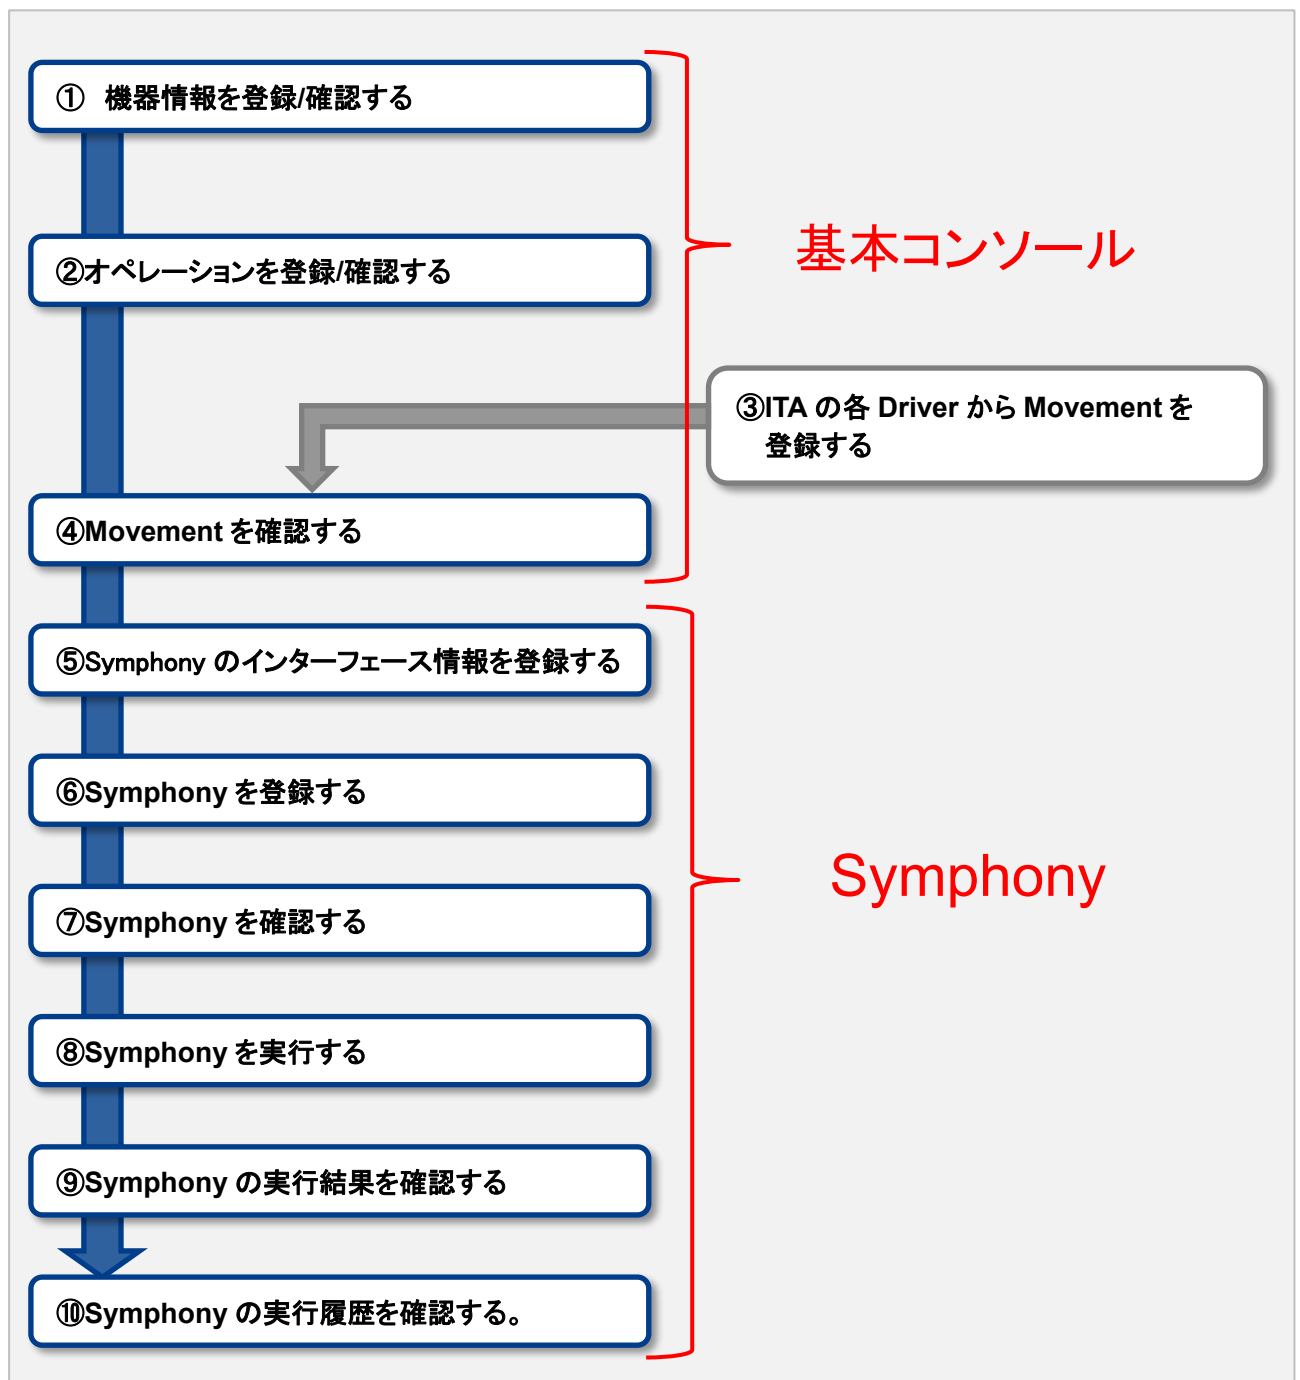 ① 機器情報を登録/確認する
②オペレーションを登録/確認する
基本コンソール
③ITA の各 Driver から Movement を
登録する
④Movement を確認する
⑤Symphony のインターフェース情報を登録する
⑥Symphony を登録する
⑦Symphony を確認する
Symphony
⑧Symphony を実行する
⑨Symphony の実行結果を確認する
⑩Symphony の実行履歴を確認する。